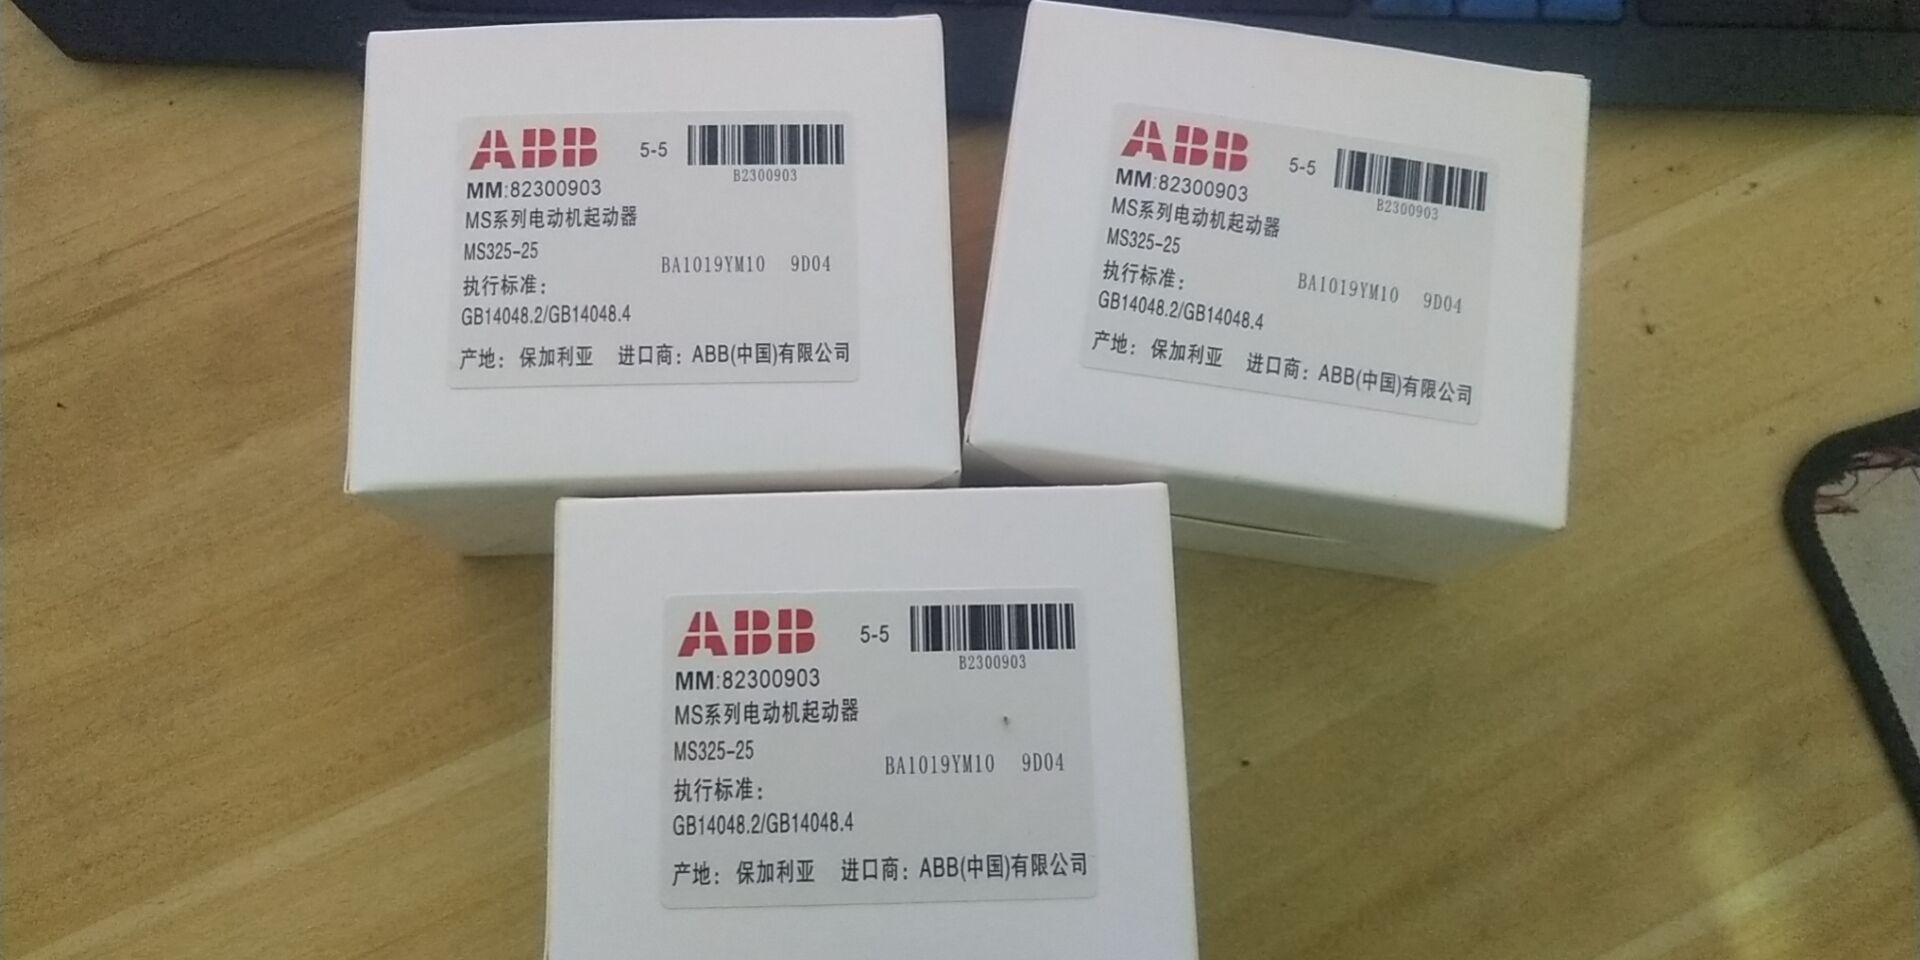 ABB 5-5
B2300903
MM:82300903
MS系列电动机起动器
MS325-25
BA1019YM10 9D04
执行标准：
GB14048.2/GB14048.4
产地：保加利亚 进口商：ABB(中国)有限公司
ABB 5-5
B2300903
MM:82300903
MS系列电动机起动器
MS325-25
BA1019YM10 9D04
执行标准：
GB14048.2/GB14048.4
产地：保加利亚 进口商：ABB(中国)有限公司
ABB 5-5
B2300903
MM:82300903
MS系列电动机起动器
MS325-25
BA1019YM10 9D04
执行标准：
GB14048.2/GB14048.4
产地：保加利亚 进口商：ABB(中国)有限公司